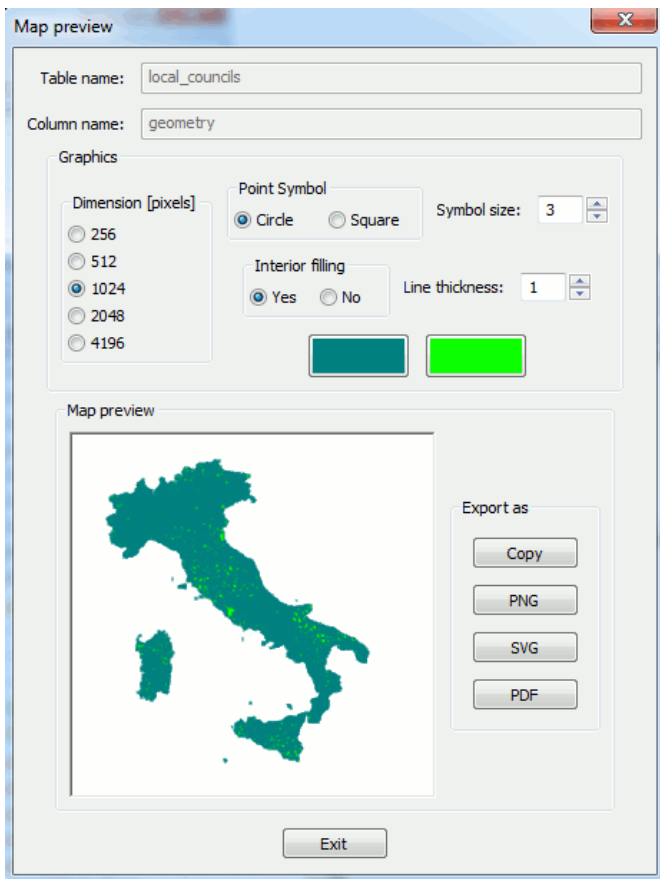 Map preview
Table name: local_councils
Column name: geometry
Graphics
Dimension [pixels]
256
512
1024
2048
4196
Point Symbol
Circle Square
Symbol size: 3
Interior filling
Yes No
Line thickness: 1
Map preview
Export as
Copy
PNG
SVG
PDF
Exit